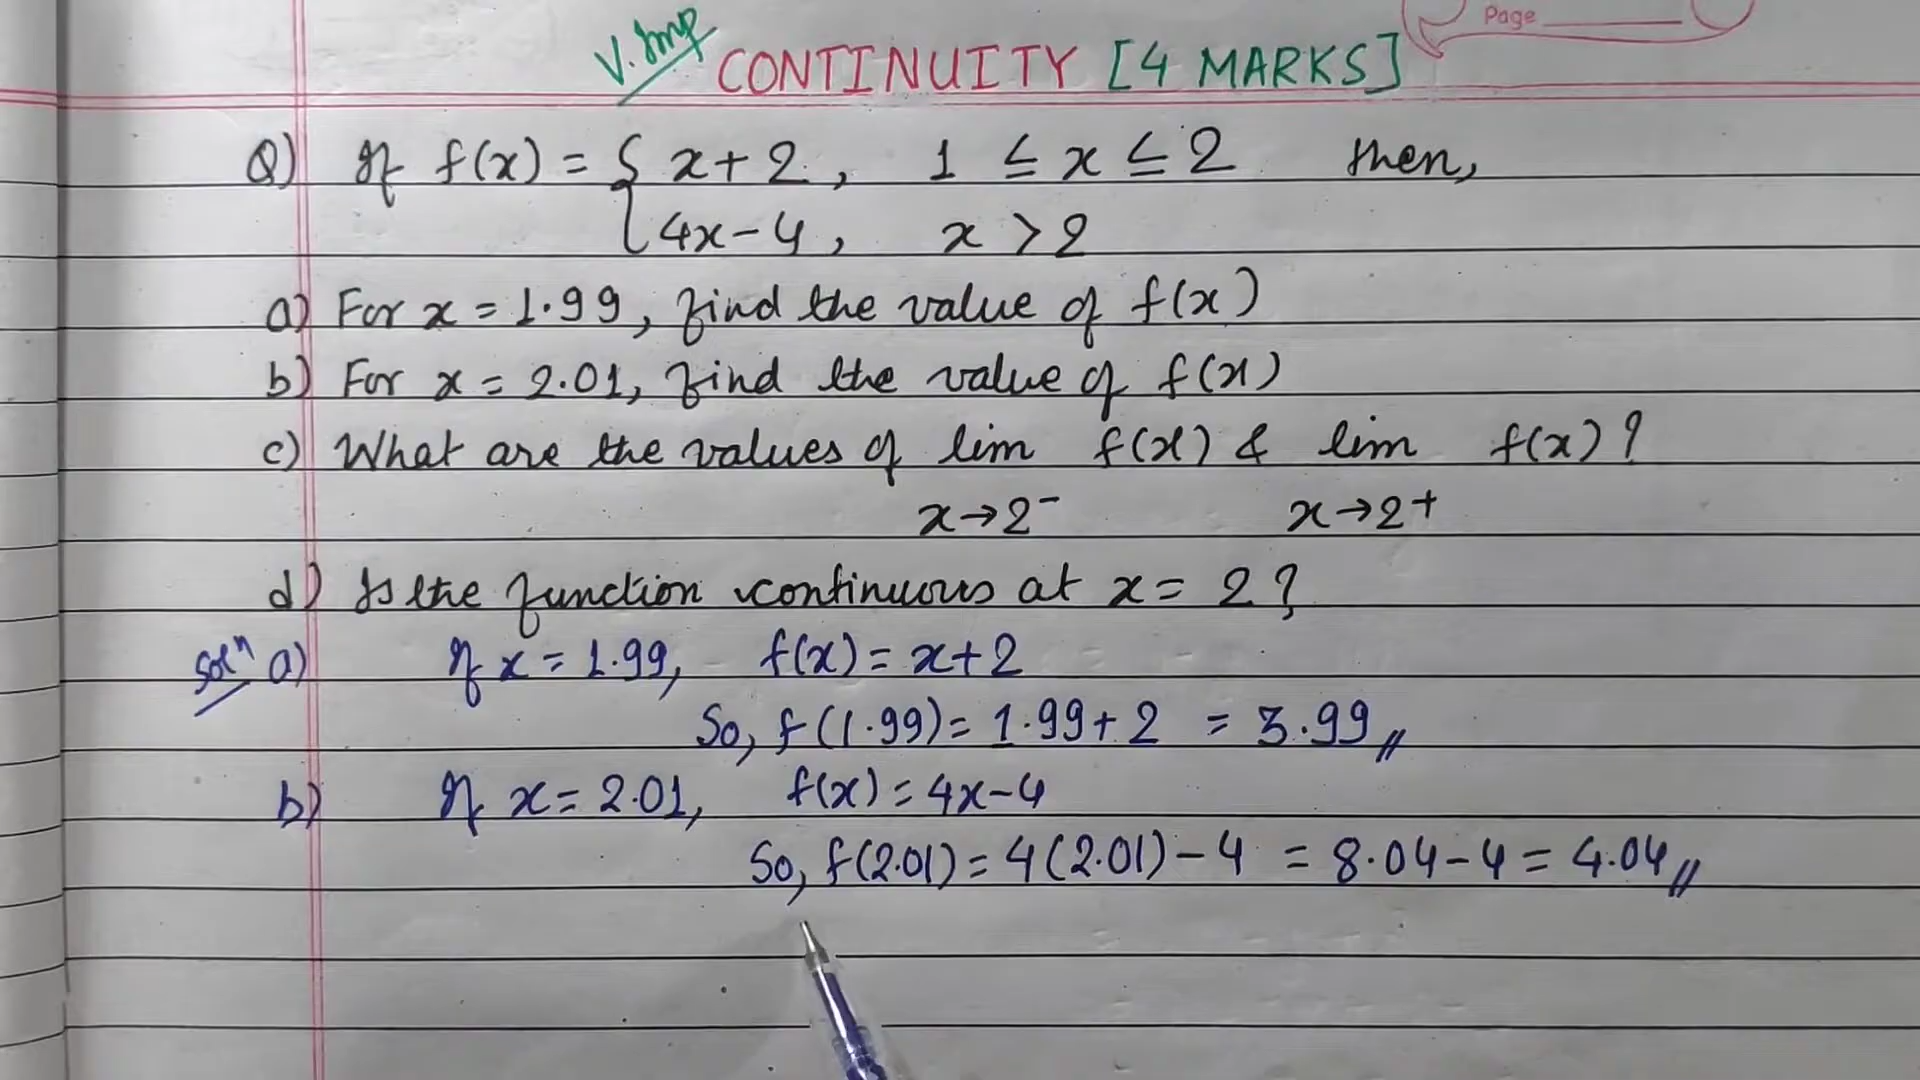 Page
V. Imp CONTINUITY [4 MARKS]
Q) If f(x) = { x + 2 , 1 ≤ x ≤ 2 then,
4x - 4 , x > 2
a) For x = 1.99, find the value of f(x)
b) For x = 2.01, find the value of f(x)
c) What are the values of lim f(x) & lim f(x) ?
x→2⁻ x→2⁺
d) Is the function continuous at x = 2 ?
Solⁿ a) If x = 1.99, f(x) = x + 2
So, f(1.99) = 1.99 + 2 = 3.99//
b) If x = 2.01, f(x) = 4x - 4
So, f(2.01) = 4(2.01) - 4 = 8.04 - 4 = 4.04//